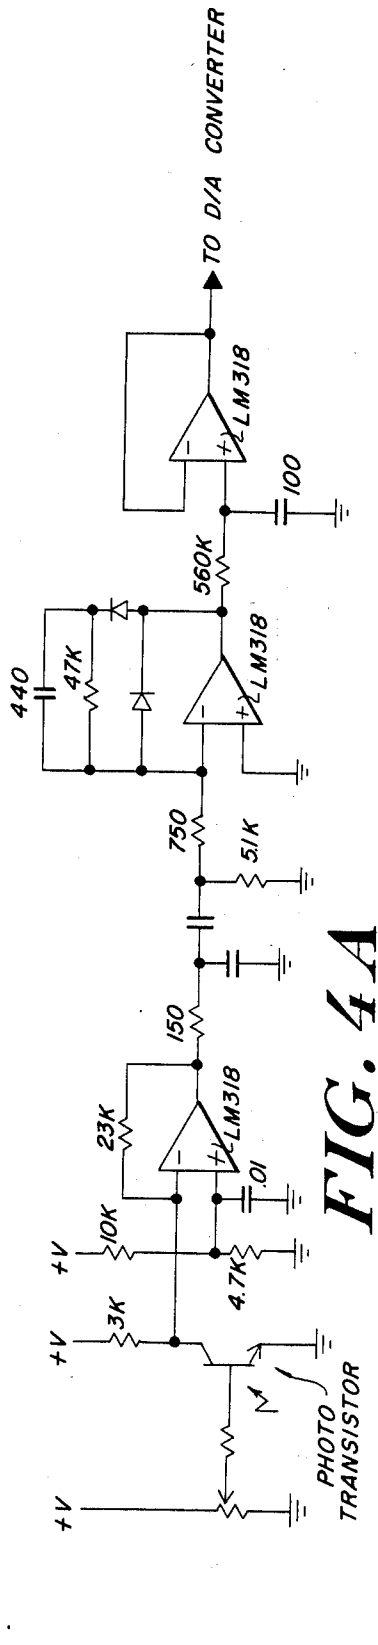 +V
+V
3K
+V
10K
4.7K
.01
23K
LM318
150
750
5.1K
440
47K
LM318
560K
100
LM318
TO D/A CONVERTER
PHOTO
TRANSISTOR
FIG. 4A